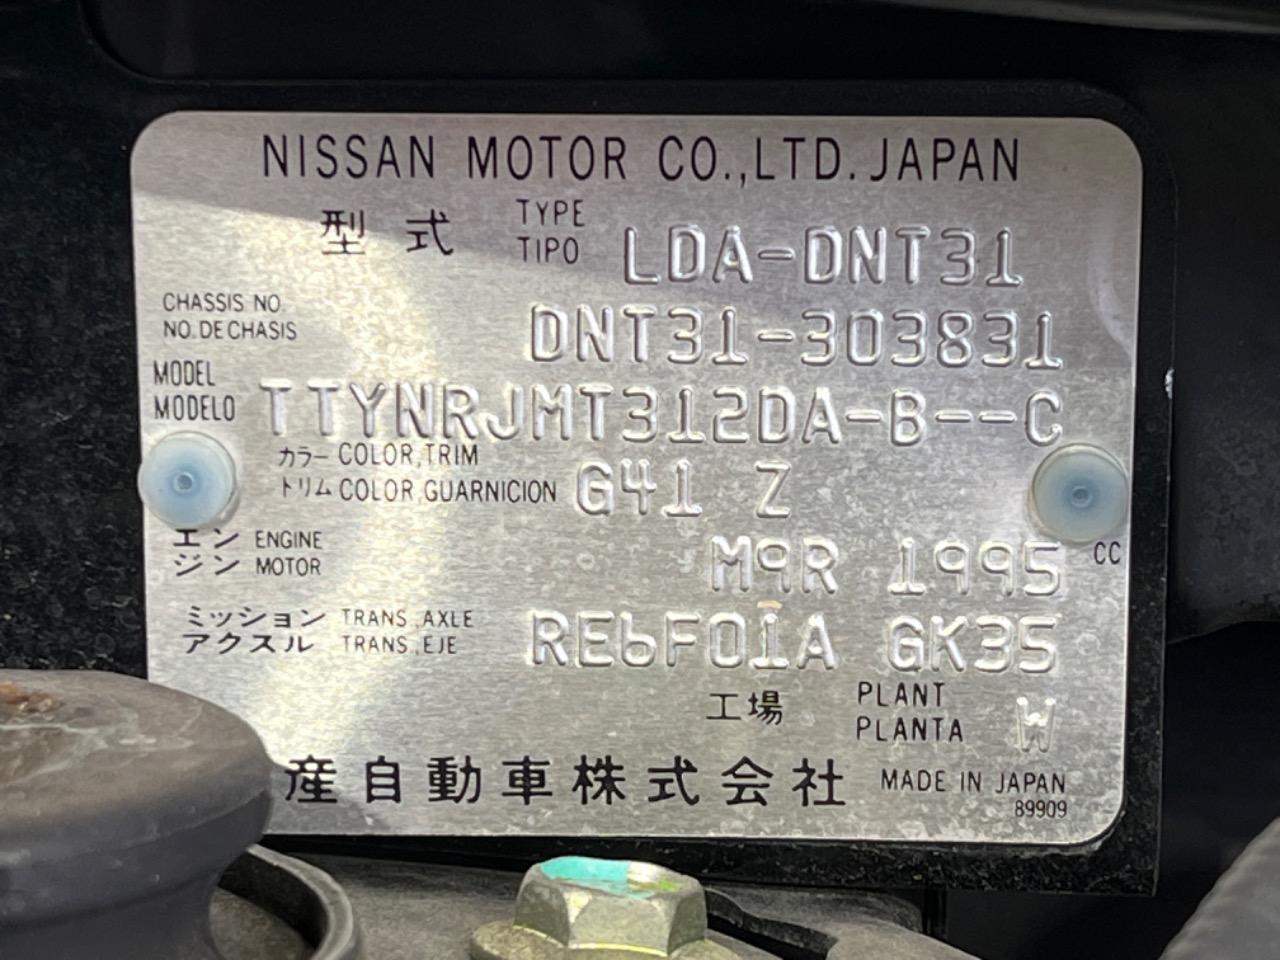 NISSAN MOTOR CO.,LTD. JAPAN
型式 TYPE TIPO LDA-DNT31
CHASSIS NO. NO. DE CHASIS DNT31-303831
MODEL MODELO TTYNRJMT312DA-B--C
カラー COLOR,TRIM
トリム COLOR,GUARNICION G41 Z
エンジン ENGINE MOTOR M9R 1995 CC
ミッション TRANS.,AXLE
アクスル TRANS.,EJE RE6F01A GK35
工場 PLANT PLANTA W
産自動車株式会社 MADE IN JAPAN
89909